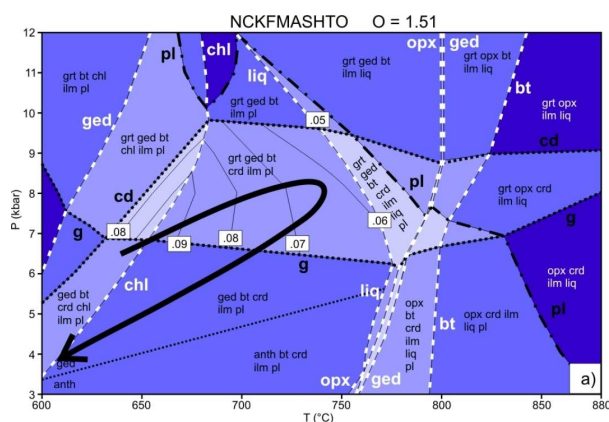 NCKFMASHTO O = 1.51
P (kbar)
12
11
10
9
8
7
6
5
4
3
600
650
700
750
800
850
880
T (°C)
pl
chl
opx
ged
grt bt chl
ilm pl
grt ged bt
ilm pl
liq
grt opx bt
ilm liq
grt opx
ilm liq
ged
bt
.05
grt ged bt
chl ilm pl
cd
grt ged bt
crd ilm pl
grt
ged
bt
crd
ilm
liq
pl
pl
cd
grt opx crd
ilm liq
.06
g
.08
.09
.08
.07
g
g
chl
ged bt
crd chl
ilm pl
ged bt crd
ilm pl
liq
opx
bt
crd
ilm
liq
pl
bt
opx crd ilm
liq pl
opx crd
ilm liq
pl
ged
anth
anth bt crd
ilm pl
opx
ged
a)